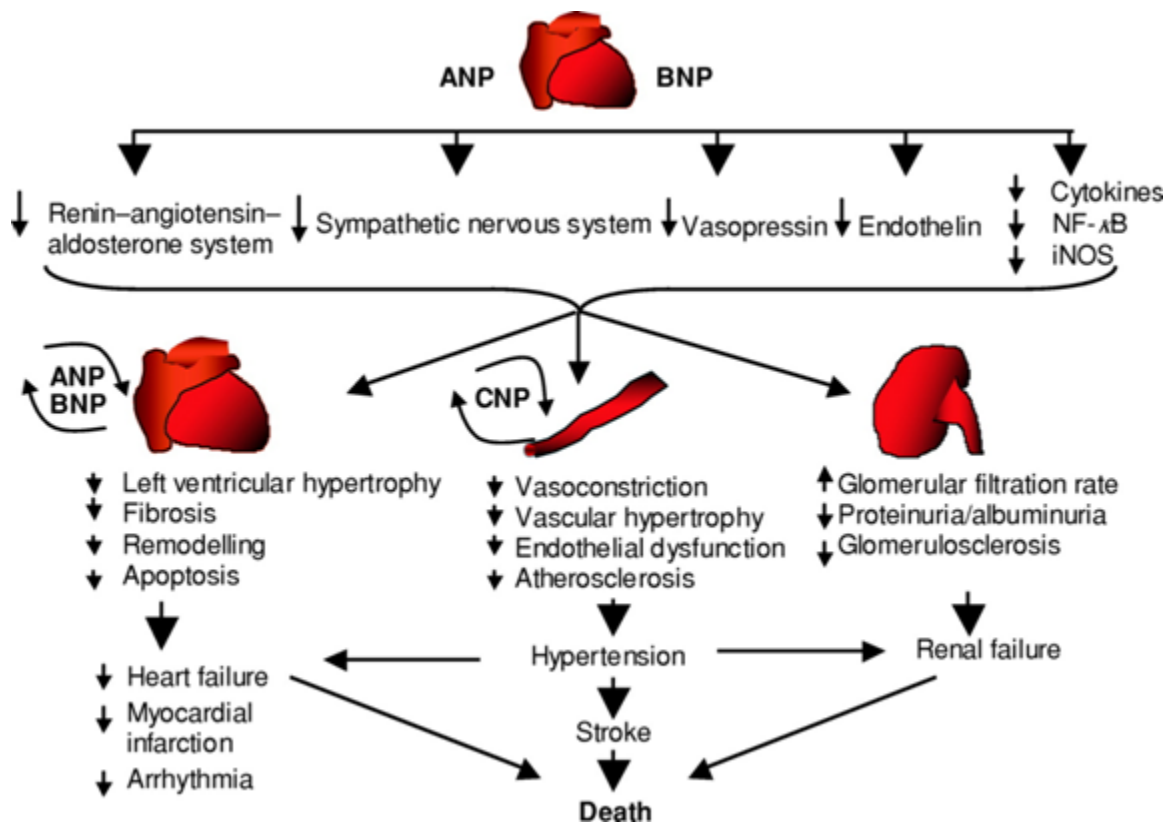 ANP
BNP
Renin–angiotensin–
aldosterone system
Sympathetic nervous system
Vasopressin
Endothelin
Cytokines
NF-κB
iNOS
ANP
BNP
CNP
Left ventricular hypertrophy
Fibrosis
Remodelling
Apoptosis
Vasoconstriction
Vascular hypertrophy
Endothelial dysfunction
Atherosclerosis
Glomerular filtration rate
Proteinuria/albuminuria
Glomerulosclerosis
Heart failure
Myocardial
infarction
Arrhythmia
Hypertension
Stroke
Renal failure
Death